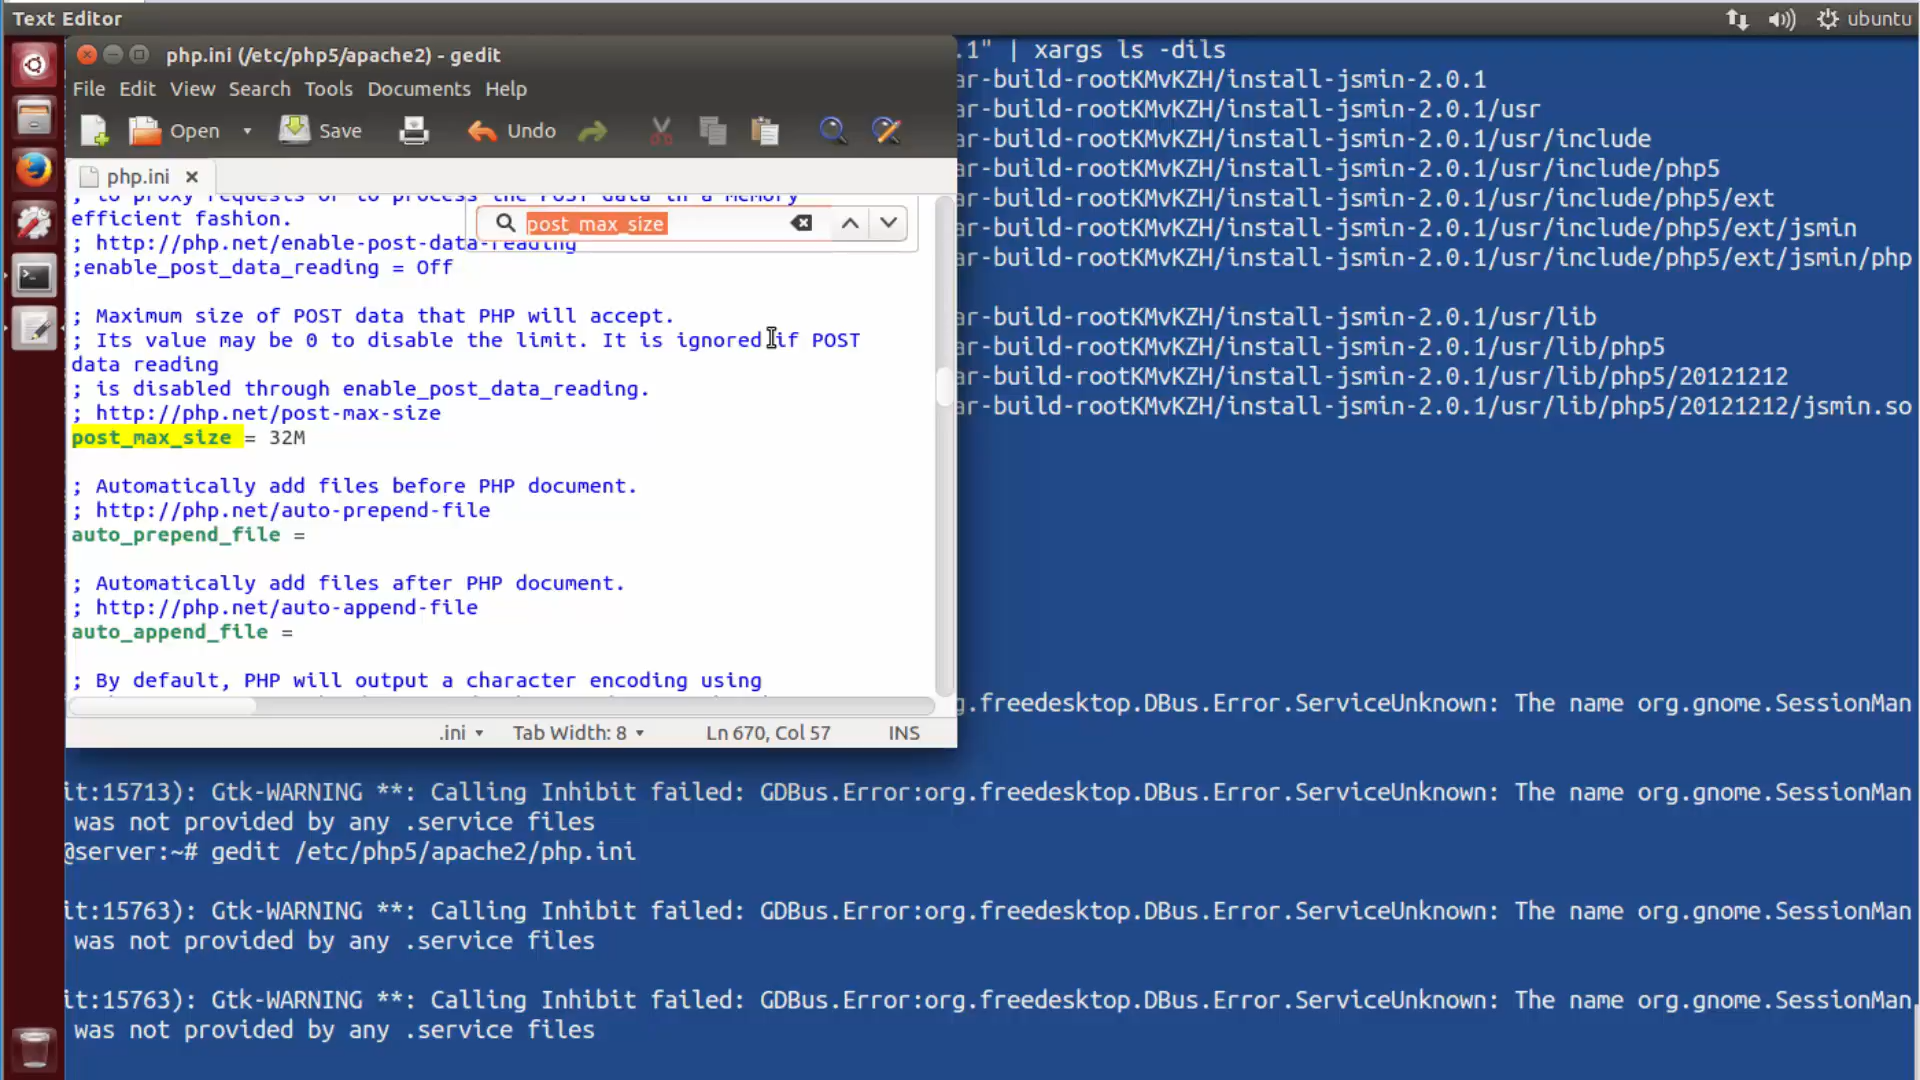 Text Editor
ubuntu
php.ini (/etc/php5/apache2) - gedit
File Edit View Search Tools Documents Help
Open Save Undo
php.ini
; to proxy requests or to process the POST data in a memory
efficient fashion.
post_max_size
; http://php.net/enable-post-data-reading
;enable_post_data_reading = Off
; Maximum size of POST data that PHP will accept.
; Its value may be 0 to disable the limit. It is ignored if POST
data reading
; is disabled through enable_post_data_reading.
; http://php.net/post-max-size
post_max_size = 32M
; Automatically add files before PHP document.
; http://php.net/auto-prepend-file
auto_prepend_file =
; Automatically add files after PHP document.
; http://php.net/auto-append-file
auto_append_file =
; By default, PHP will output a character encoding using
.ini Tab Width: 8 Ln 670, Col 57 INS
.1" | xargs ls -dils
ar-build-rootKMvKZH/install-jsmin-2.0.1
ar-build-rootKMvKZH/install-jsmin-2.0.1/usr
ar-build-rootKMvKZH/install-jsmin-2.0.1/usr/include
ar-build-rootKMvKZH/install-jsmin-2.0.1/usr/include/php5
ar-build-rootKMvKZH/install-jsmin-2.0.1/usr/include/php5/ext
ar-build-rootKMvKZH/install-jsmin-2.0.1/usr/include/php5/ext/jsmin
ar-build-rootKMvKZH/install-jsmin-2.0.1/usr/include/php5/ext/jsmin/php
ar-build-rootKMvKZH/install-jsmin-2.0.1/usr/lib
ar-build-rootKMvKZH/install-jsmin-2.0.1/usr/lib/php5
ar-build-rootKMvKZH/install-jsmin-2.0.1/usr/lib/php5/20121212
ar-build-rootKMvKZH/install-jsmin-2.0.1/usr/lib/php5/20121212/jsmin.so
g.freedesktop.DBus.Error.ServiceUnknown: The name org.gnome.SessionMan
it:15713): Gtk-WARNING **: Calling Inhibit failed: GDBus.Error:org.freedesktop.DBus.Error.ServiceUnknown: The name org.gnome.SessionMan
was not provided by any .service files
@server:~# gedit /etc/php5/apache2/php.ini
it:15763): Gtk-WARNING **: Calling Inhibit failed: GDBus.Error:org.freedesktop.DBus.Error.ServiceUnknown: The name org.gnome.SessionMan
was not provided by any .service files
it:15763): Gtk-WARNING **: Calling Inhibit failed: GDBus.Error:org.freedesktop.DBus.Error.ServiceUnknown: The name org.gnome.SessionMan
was not provided by any .service files